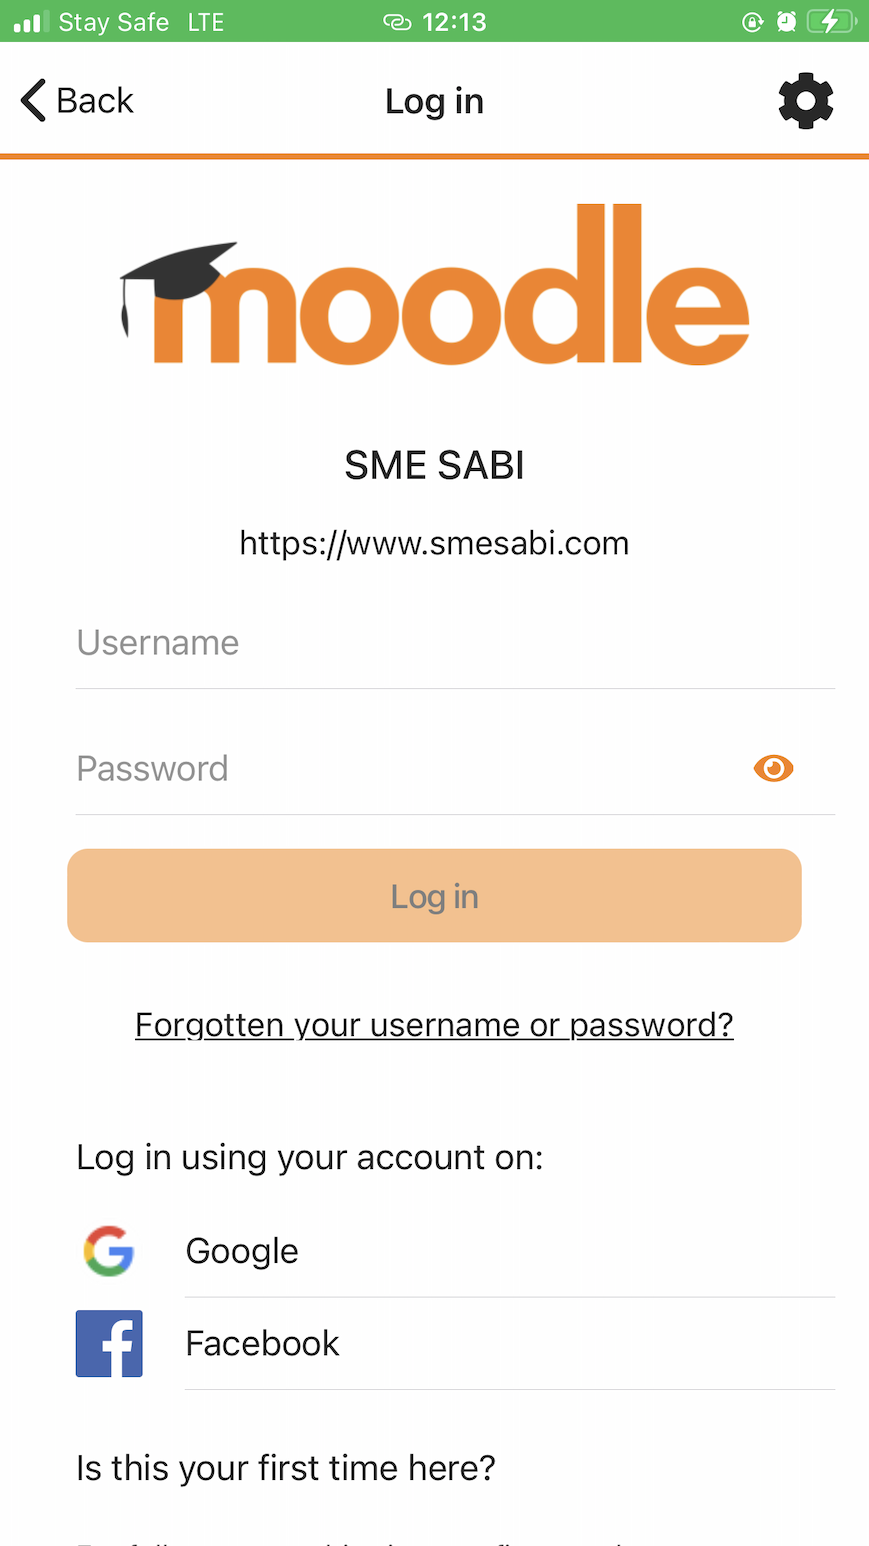 Stay Safe LTE 12:13
Back Log in
moodle
SME SABI
https://www.smesabi.com
Username
Password
Log in
Forgotten your username or password?
Log in using your account on:
Google
Facebook
Is this your first time here?